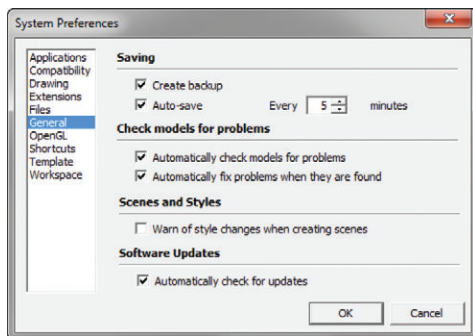 System Preferences
Applications
Compatibility
Drawing
Extensions
Files
General
OpenGL
Shortcuts
Template
Workspace
Saving
Create backup
Auto-save Every 5 minutes
Check models for problems
Automatically check models for problems
Automatically fix problems when they are found
Scenes and Styles
Warn of style changes when creating scenes
Software Updates
Automatically check for updates
OK Cancel